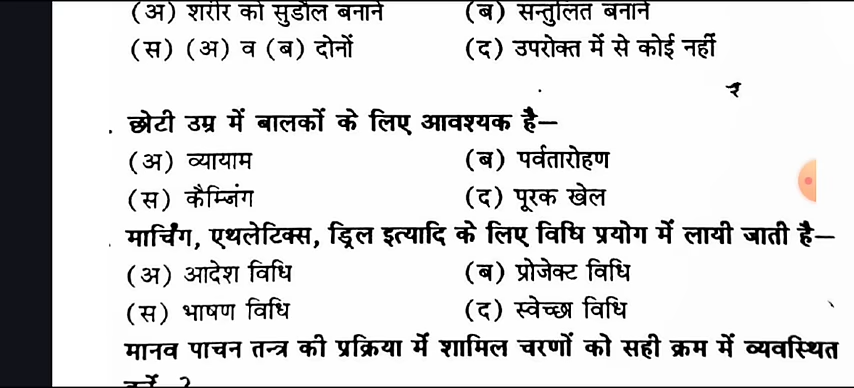 (अ) शरीर को सुडौल बनाने (ब) सन्तुलित बनाने
(स) (अ) व (ब) दोनों (द) उपरोक्त में से कोई नहीं
छोटी उम्र में बालकों के लिए आवश्यक है—
(अ) व्यायाम (ब) पर्वतारोहण
(स) कैम्पिंग (द) पूरक खेल
मार्चिंग, एथलेटिक्स, ड्रिल इत्यादि के लिए विधि प्रयोग में लायी जाती है—
(अ) आदेश विधि (ब) प्रोजेक्ट विधि
(स) भाषण विधि (द) स्वेच्छा विधि
मानव पाचन तन्त्र की प्रक्रिया में शामिल चरणों को सही क्रम में व्यवस्थित